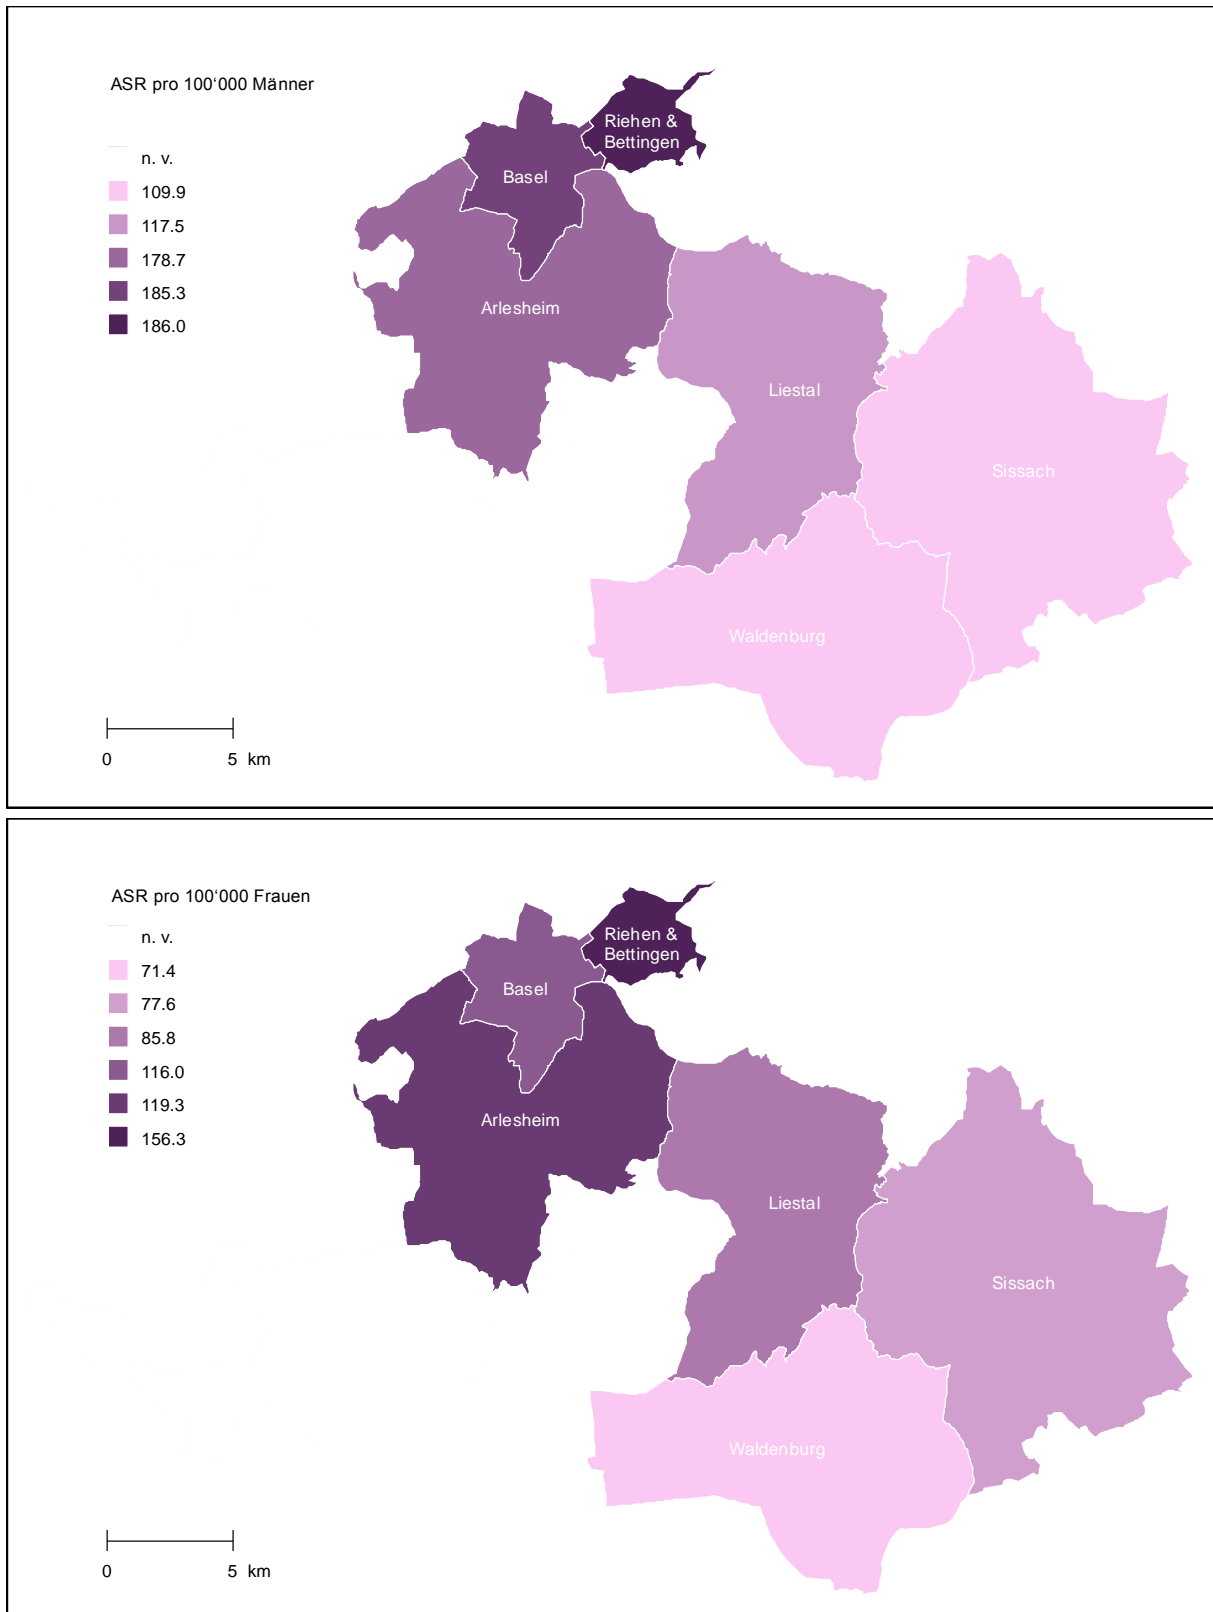 ASR pro 100‘000 Männer
n. v.
109.9
117.5
178.7
185.3
186.0
Riehen &
Bettingen
Basel
Arlesheim
Liestal
Sissach
Waldenburg
0 5 km
ASR pro 100‘000 Frauen
n. v.
71.4
77.6
85.8
116.0
119.3
156.3
Riehen &
Bettingen
Basel
Arlesheim
Liestal
Sissach
Waldenburg
0 5 km